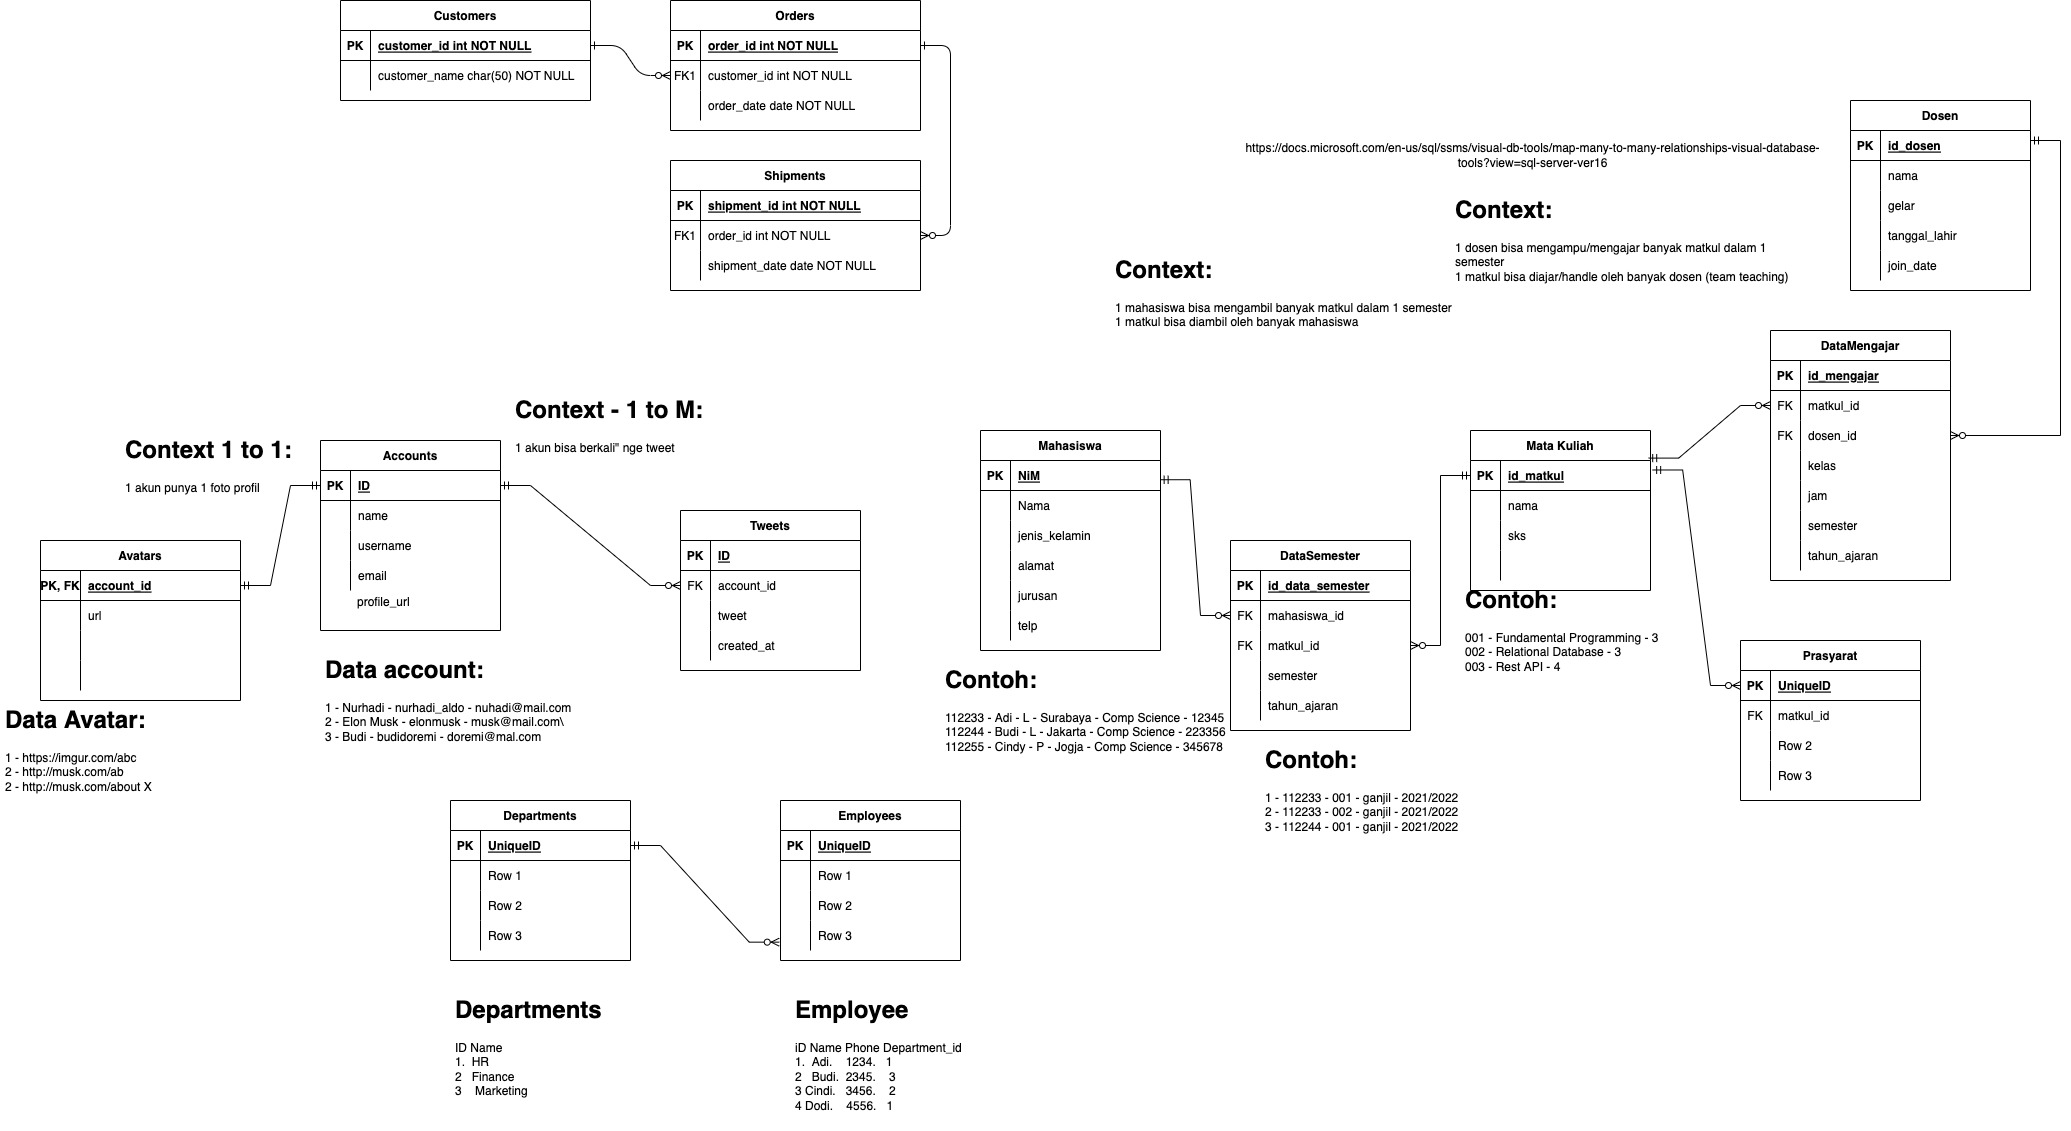 Customers
PK customer_id int NOT NULL
customer_name char(50) NOT NULL
Orders
PK order_id int NOT NULL
FK1 customer_id int NOT NULL
order_date date NOT NULL
Shipments
PK shipment_id int NOT NULL
FK1 order_id int NOT NULL
shipment_date date NOT NULL
https://docs.microsoft.com/en-us/sql/ssms/visual-db-tools/map-many-to-many-relationships-visual-database-
tools?view=sql-server-ver16
Dosen
PK id_dosen
nama
gelar
tanggal_lahir
join_date
Context:
1 dosen bisa mengampu/mengajar banyak matkul dalam 1
semester
1 matkul bisa diajar/handle oleh banyak dosen (team teaching)
Context:
1 mahasiswa bisa mengambil banyak matkul dalam 1 semester
1 matkul bisa diambil oleh banyak mahasiswa
DataMengajar
PK id_mengajar
FK matkul_id
FK dosen_id
kelas
jam
semester
tahun_ajaran
Context 1 to 1:
1 akun punya 1 foto profil
Context - 1 to M:
1 akun bisa berkali" nge tweet
Accounts
PK ID
name
username
email
profile_url
Avatars
PK, FK account_id
url
Tweets
PK ID
FK account_id
tweet
created_at
Data account:
1 - Nurhadi - nurhadi_aldo - nuhadi@mail.com
2 - Elon Musk - elonmusk - musk@mail.com\
3 - Budi - budidoremi - doremi@mal.com
Data Avatar:
1 - https://imgur.com/abc
2 - http://musk.com/ab
2 - http://musk.com/about X
Mahasiswa
PK NiM
Nama
jenis_kelamin
alamat
jurusan
telp
Contoh:
112233 - Adi - L - Surabaya - Comp Science - 12345
112244 - Budi - L - Jakarta - Comp Science - 223356
112255 - Cindy - P - Jogja - Comp Science - 345678
DataSemester
PK id_data_semester
FK mahasiswa_id
FK matkul_id
semester
tahun_ajaran
Contoh:
1 - 112233 - 001 - ganjil - 2021/2022
2 - 112233 - 002 - ganjil - 2021/2022
3 - 112244 - 001 - ganjil - 2021/2022
Mata Kuliah
PK id_matkul
nama
sks
Contoh:
001 - Fundamental Programming - 3
002 - Relational Database - 3
003 - Rest API - 4
Prasyarat
PK UniqueID
FK matkul_id
Row 2
Row 3
Departments
PK UniqueID
Row 1
Row 2
Row 3
Employees
PK UniqueID
Row 1
Row 2
Row 3
Departments
ID Name
1. HR
2 Finance
3 Marketing
Employee
iD Name Phone Department_id
1. Adi. 1234. 1
2 Budi. 2345. 3
3 Cindi. 3456. 2
4 Dodi. 4556. 1